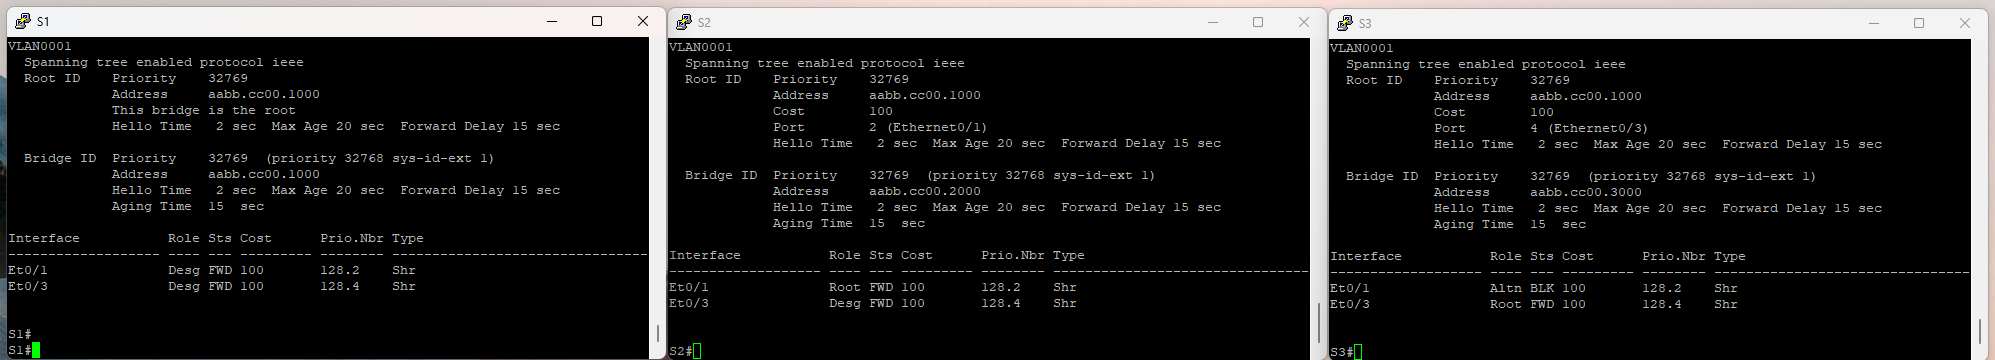 S1
VLAN0001
  Spanning tree enabled protocol ieee
  Root ID    Priority    32769
             Address     aabb.cc00.1000
             This bridge is the root
             Hello Time   2 sec  Max Age 20 sec  Forward Delay 15 sec

  Bridge ID  Priority    32769  (priority 32768 sys-id-ext 1)
             Address     aabb.cc00.1000
             Hello Time   2 sec  Max Age 20 sec  Forward Delay 15 sec
             Aging Time  15  sec

Interface           Role Sts Cost      Prio.Nbr Type
------------------- ---- --- --------- -------- --------------------------------
Et0/1               Desg FWD 100       128.2    Shr
Et0/3               Desg FWD 100       128.4    Shr

S1#
S1#
S2
VLAN0001
  Spanning tree enabled protocol ieee
  Root ID    Priority    32769
             Address     aabb.cc00.1000
             Cost        100
             Port        2 (Ethernet0/1)
             Hello Time   2 sec  Max Age 20 sec  Forward Delay 15 sec

  Bridge ID  Priority    32769  (priority 32768 sys-id-ext 1)
             Address     aabb.cc00.2000
             Hello Time   2 sec  Max Age 20 sec  Forward Delay 15 sec
             Aging Time  15  sec

Interface           Role Sts Cost      Prio.Nbr Type
------------------- ---- --- --------- -------- --------------------------------
Et0/1               Root FWD 100       128.2    Shr
Et0/3               Desg FWD 100       128.4    Shr

S2#
S3
VLAN0001
  Spanning tree enabled protocol ieee
  Root ID    Priority    32769
             Address     aabb.cc00.1000
             Cost        100
             Port        4 (Ethernet0/3)
             Hello Time   2 sec  Max Age 20 sec  Forward Delay 15 sec

  Bridge ID  Priority    32769  (priority 32768 sys-id-ext 1)
             Address     aabb.cc00.3000
             Hello Time   2 sec  Max Age 20 sec  Forward Delay 15 sec
             Aging Time  15  sec

Interface           Role Sts Cost      Prio.Nbr Type
------------------- ---- --- --------- -------- --------------------------------
Et0/1               Altn BLK 100       128.2    Shr
Et0/3               Root FWD 100       128.4    Shr

S3#